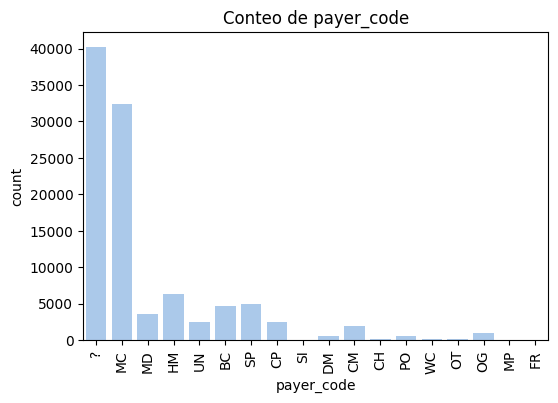 Conteo de payer_code
count
40000
35000
30000
25000
20000
15000
10000
5000
0
? MC MD HM UN BC SP CP SI DM CM CH PO WC OT OG MP FR
payer_code